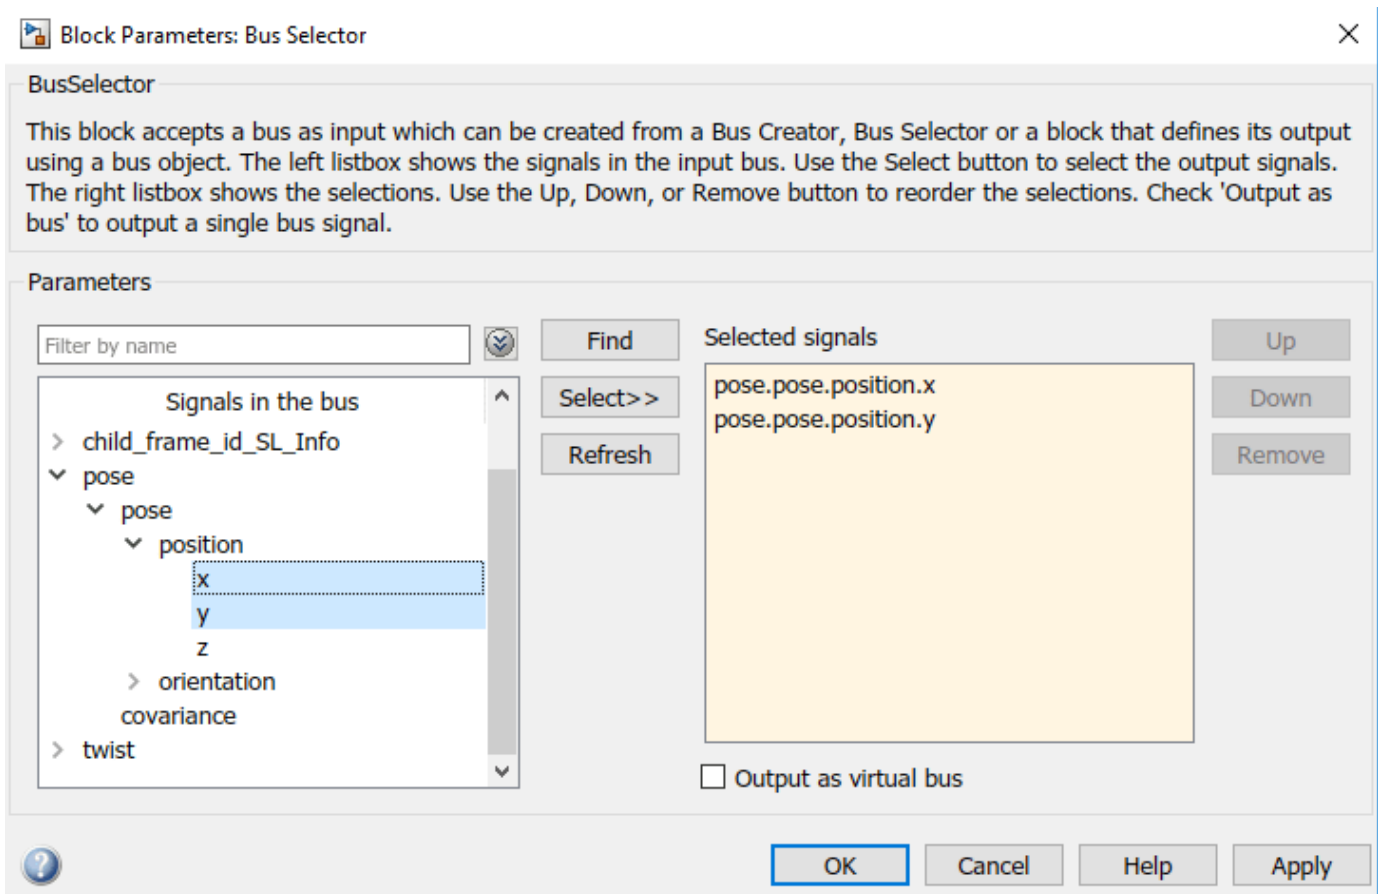 Block Parameters: Bus Selector
BusSelector
This block accepts a bus as input which can be created from a Bus Creator, Bus Selector or a block that defines its output
using a bus object. The left listbox shows the signals in the input bus. Use the Select button to select the output signals.
The right listbox shows the selections. Use the Up, Down, or Remove button to reorder the selections. Check 'Output as
bus' to output a single bus signal.
Parameters
Filter by name
Find
Select>>
Refresh
Signals in the bus
child_frame_id_SL_Info
pose
pose
position
x
y
z
orientation
covariance
twist
Selected signals
pose.pose.position.x
pose.pose.position.y
Up
Down
Remove
Output as virtual bus
?
OK
Cancel
Help
Apply